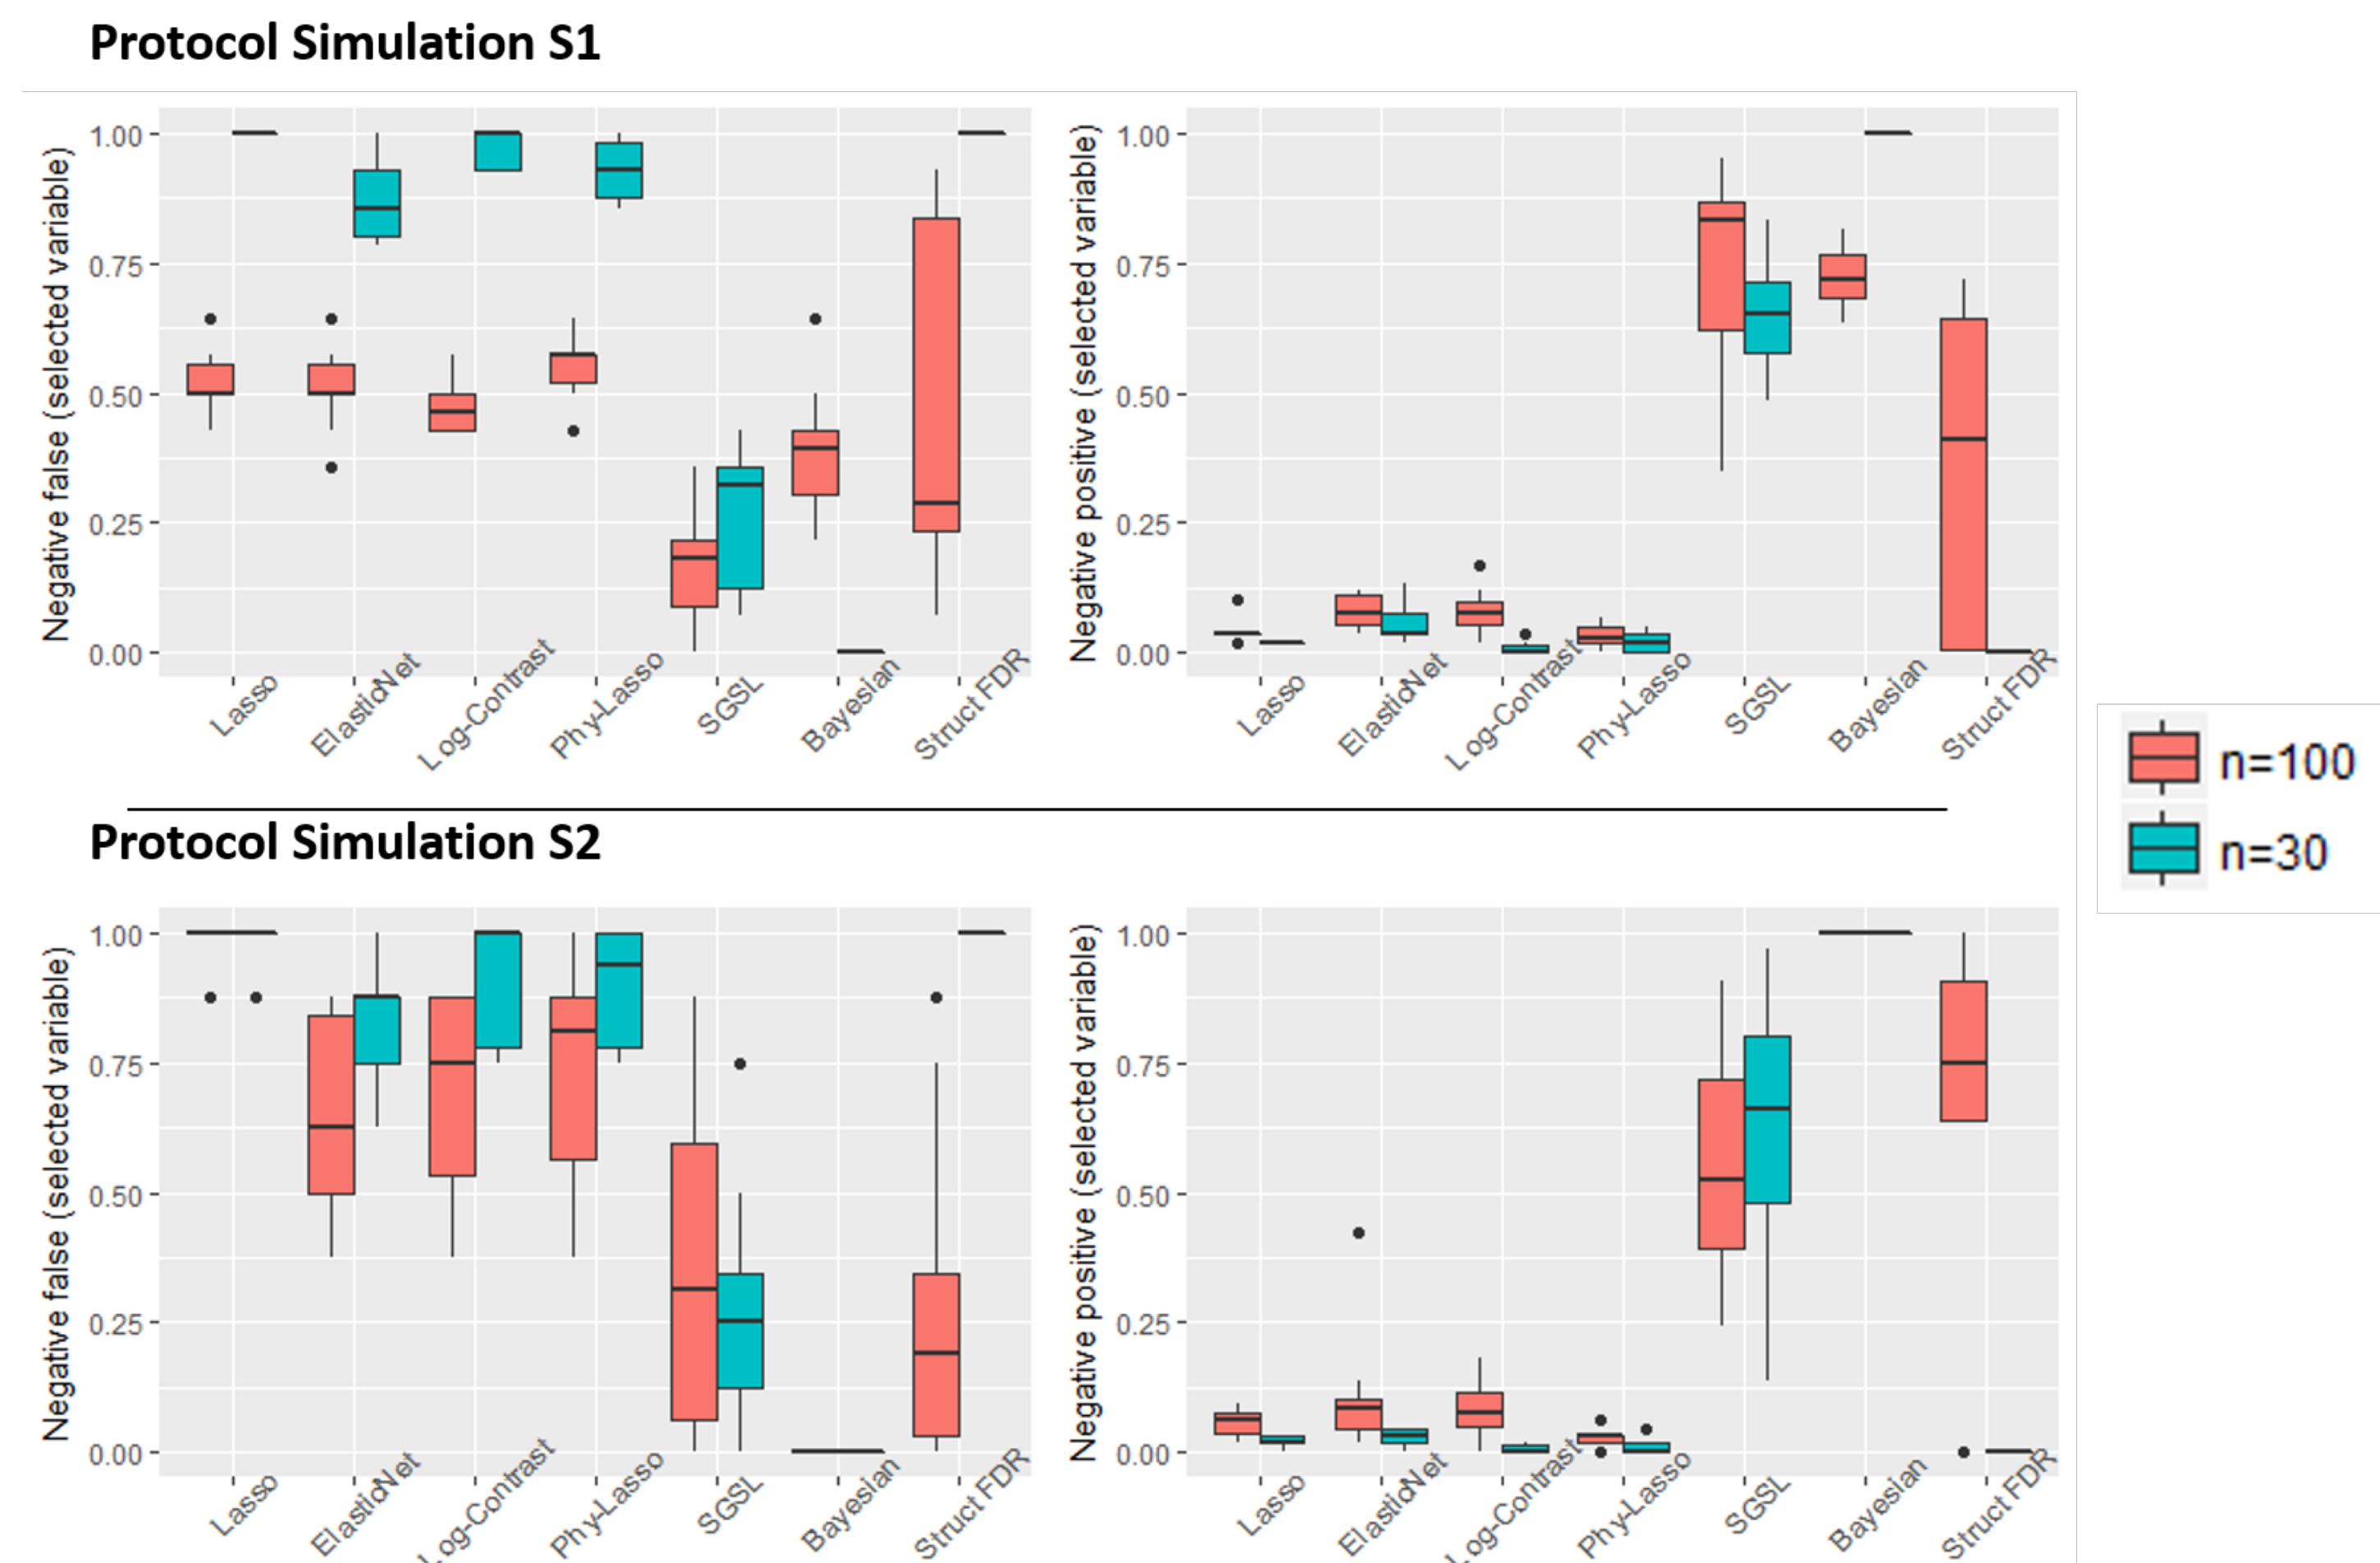 Protocol Simulation S1
Negative false (selected variable)
1.00
0.75
0.50
0.25
0.00
Lasso
ElasticNet
Log-Contrast
Phy-Lasso
SGSL
Bayesian
Struct FDR
Negative positive (selected variable)
1.00
0.75
0.50
0.25
0.00
Lasso
ElasticNet
Log-Contrast
Phy-Lasso
SGSL
Bayesian
Struct FDR
n=100
n=30
Protocol Simulation S2
Negative false (selected variable)
1.00
0.75
0.50
0.25
0.00
Lasso
ElasticNet
Log-Contrast
Phy-Lasso
SGSL
Bayesian
Struct FDR
Negative positive (selected variable)
1.00
0.75
0.50
0.25
0.00
Lasso
ElasticNet
Log-Contrast
Phy-Lasso
SGSL
Bayesian
Struct FDR